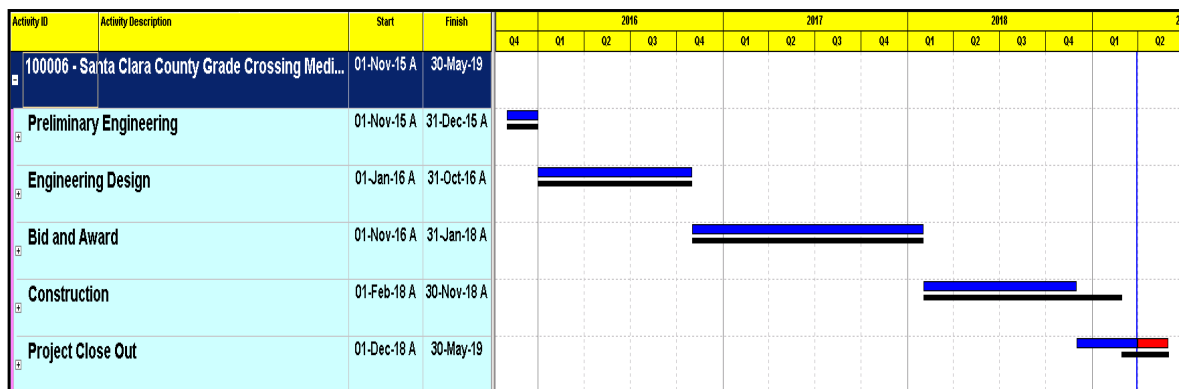 Activity ID Activity Description Start Finish 2016 2017 2018 2
Q4 Q1 Q2 Q3 Q4 Q1 Q2 Q3 Q4 Q1 Q2 Q3 Q4 Q1 Q2
100006 - Santa Clara County Grade Crossing Medi... 01-Nov-15 A 30-May-19
Preliminary Engineering 01-Nov-15 A 31-Dec-15 A
Engineering Design 01-Jan-16 A 31-Oct-16 A
Bid and Award 01-Nov-16 A 31-Jan-18 A
Construction 01-Feb-18 A 30-Nov-18 A
Project Close Out 01-Dec-18 A 30-May-19